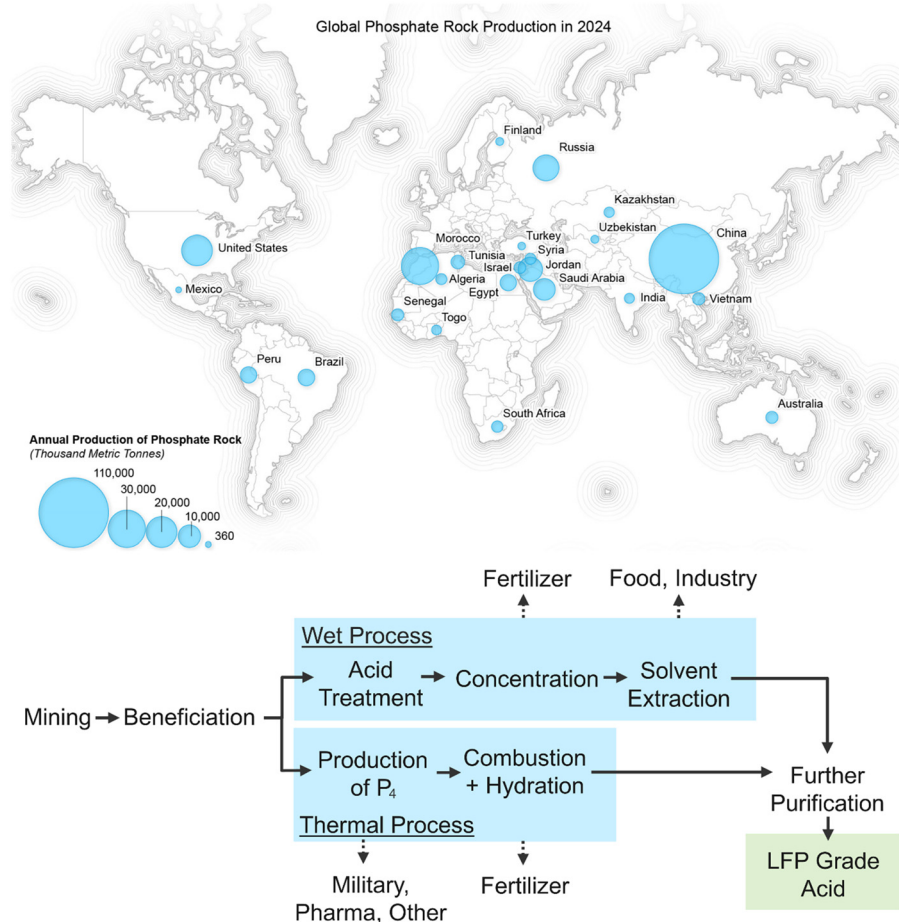 Global Phosphate Rock Production in 2024
Finland
Russia
Kazakhstan
Uzbekistan
China
United States
Morocco
Turkey
Tunisia
Syria
Israel
Jordan
Algeria
Saudi Arabia
Egypt
Mexico
India
Vietnam
Senegal
Togo
Peru
Brazil
South Africa
Australia
Annual Production of Phosphate Rock
(Thousand Metric Tonnes)
110,000
30,000
20,000
10,000
360
Fertilizer
Food, Industry
Wet Process
Acid
Treatment
Concentration
Solvent
Extraction
Mining
Beneficiation
Production
of P4
Combustion
+ Hydration
Further
Purification
Thermal Process
LFP Grade
Acid
Military,
Pharma, Other
Fertilizer